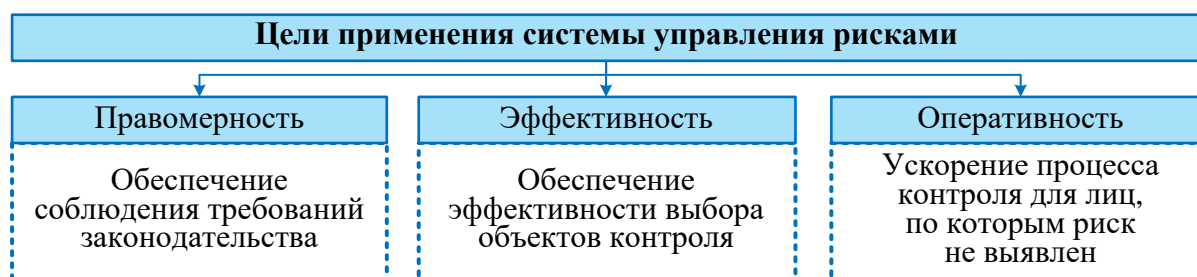 Цели применения системы управления рисками
Правомерность
Обеспечение
соблюдения требований
законодательства
Эффективность
Обеспечение
эффективности выбора
объектов контроля
Оперативность
Ускорение процесса
контроля для лиц,
по которым риск
не выявлен